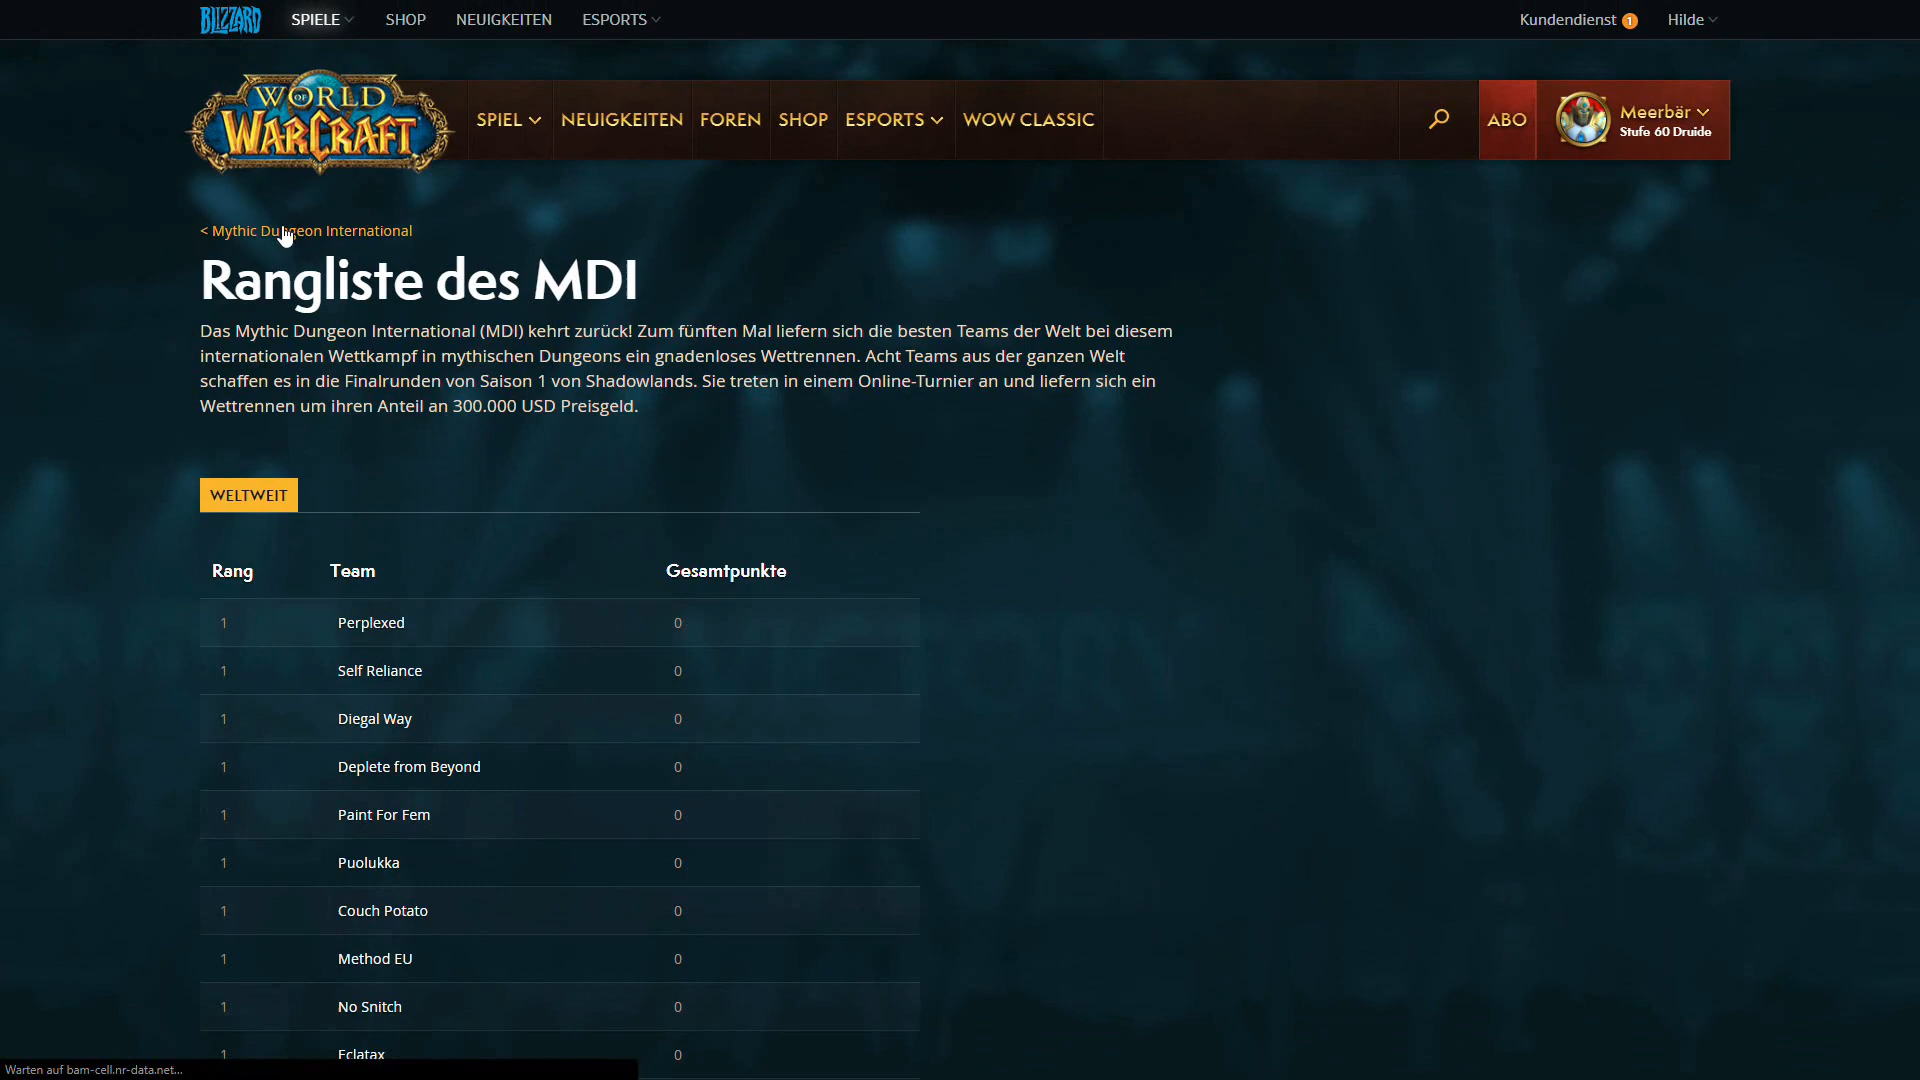 BLIZZARD SPIELE SHOP NEUIGKEITEN ESPORTS Kundendienst 1 Hilde
WORLD OF WARCRAFT SPIEL NEUIGKEITEN FOREN SHOP ESPORTS WOW CLASSIC ABO Meerbär
Stufe 60 Druide
< Mythic Dungeon International
Rangliste des MDI
Das Mythic Dungeon International (MDI) kehrt zurück! Zum fünften Mal liefern sich die besten Teams der Welt bei diesem
internationalen Wettkampf in mythischen Dungeons ein gnadenloses Wettrennen. Acht Teams aus der ganzen Welt
schaffen es in die Finalrunden von Saison 1 von Shadowlands. Sie treten in einem Online-Turnier an und liefern sich ein
Wettrennen um ihren Anteil an 300.000 USD Preisgeld.
WELTWEIT
Rang Team Gesamtpunkte
1 Perplexed 0
1 Self Reliance 0
1 Diegal Way 0
1 Deplete from Beyond 0
1 Paint For Fem 0
1 Puolukka 0
1 Couch Potato 0
1 Method EU 0
1 No Snitch 0
1 Eclatax 0
Warten auf bam-cell.nr-data.net...